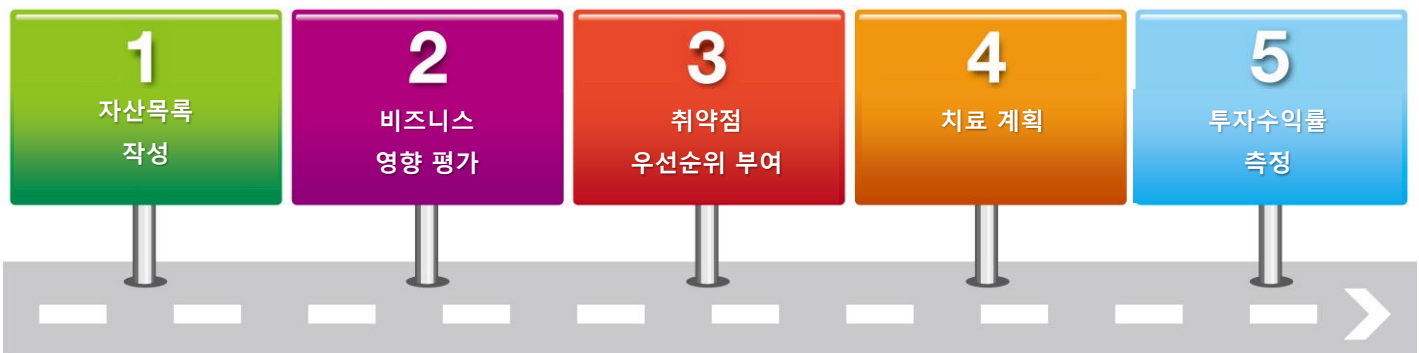 1
자산목록
작성
2
비즈니스
영향 평가
3
취약점
우선순위 부여
4
치료 계획
5
투자수익률
측정